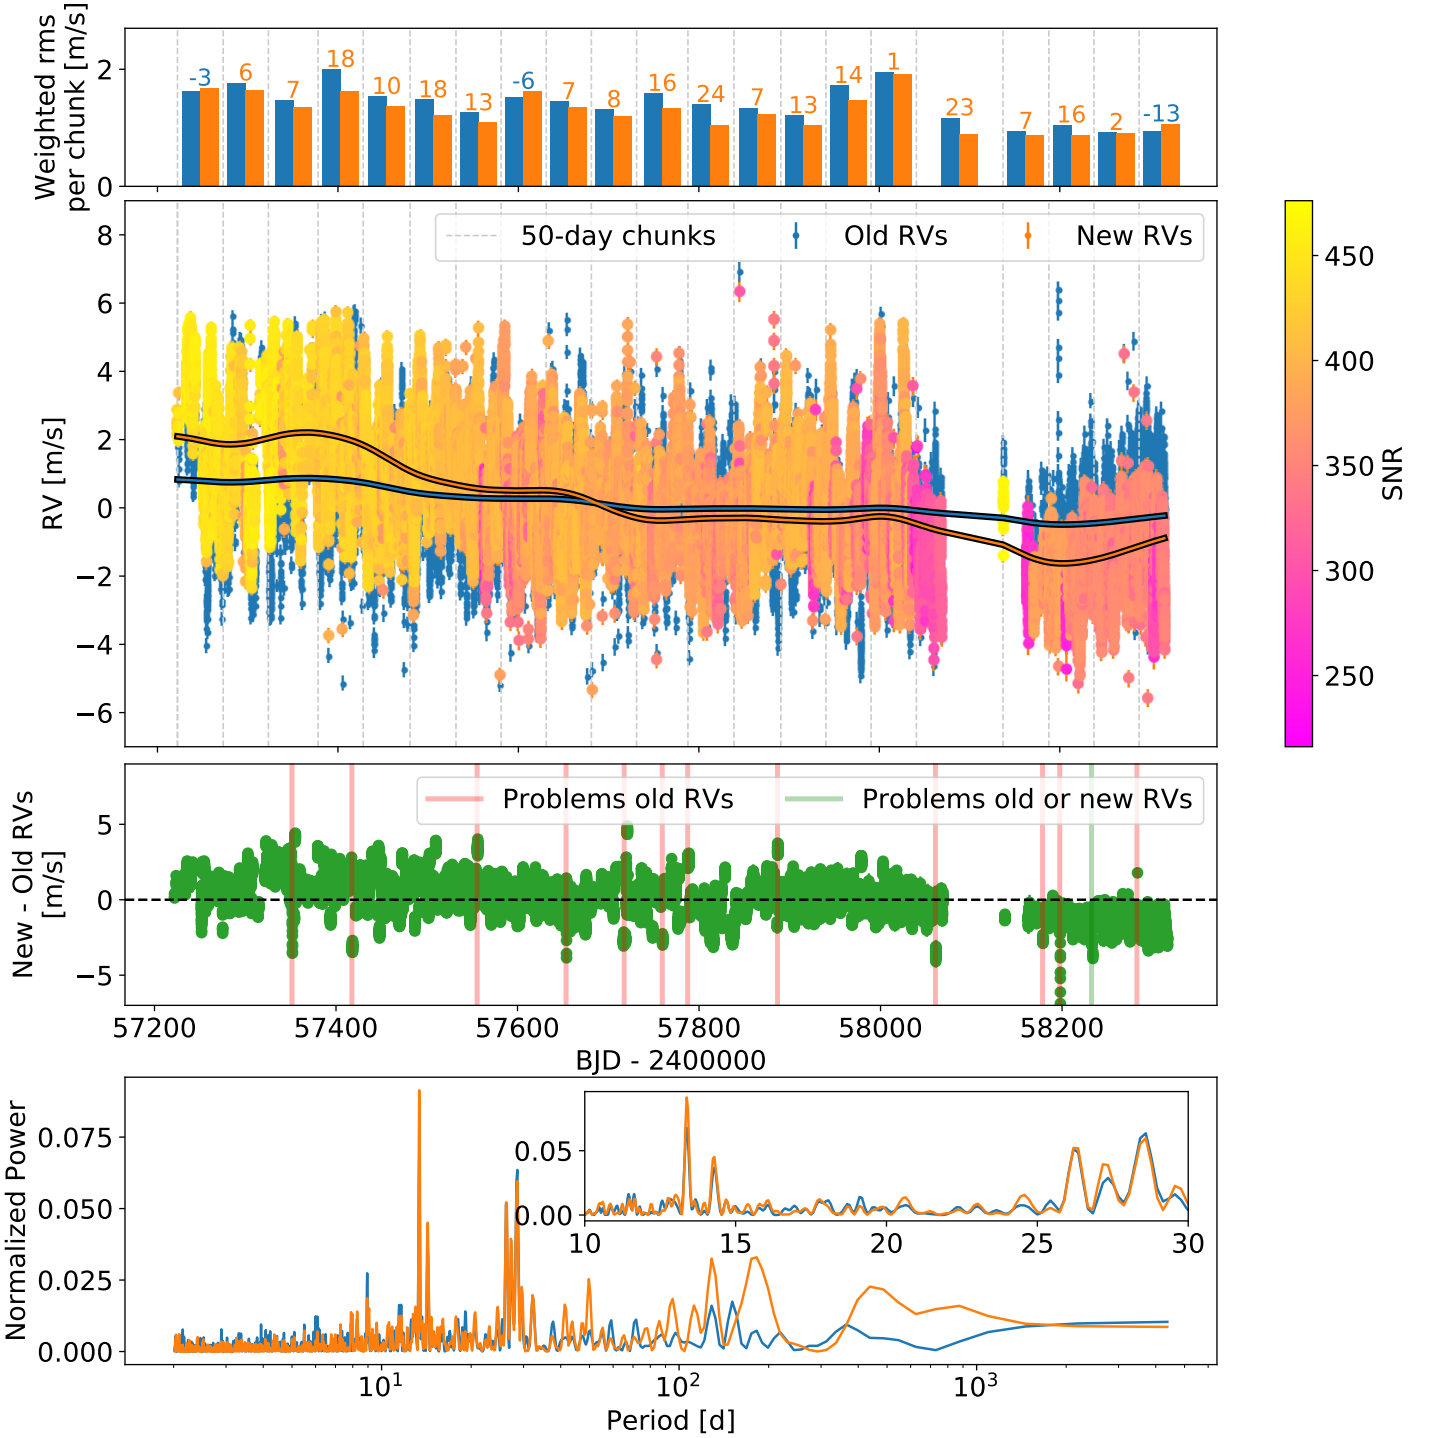 Weighted rms
per chunk [m/s]
2
0
-3 6 7 18 10 18 13 -6 7 8 16 24 7 13 14 1 23 7 16 2 -13
50-day chunks Old RVs New RVs
RV [m/s]
8
6
4
2
0
−2
−4
−6
450
400
350
300
250
SNR
Problems old RVs Problems old or new RVs
New - Old RVs
[m/s]
5
0
−5
57200 57400 57600 57800 58000 58200
BJD - 2400000
Normalized Power
0.075
0.050
0.025
0.000
0.05
0.00
10 15 20 25 30
10¹ 10² 10³
Period [d]